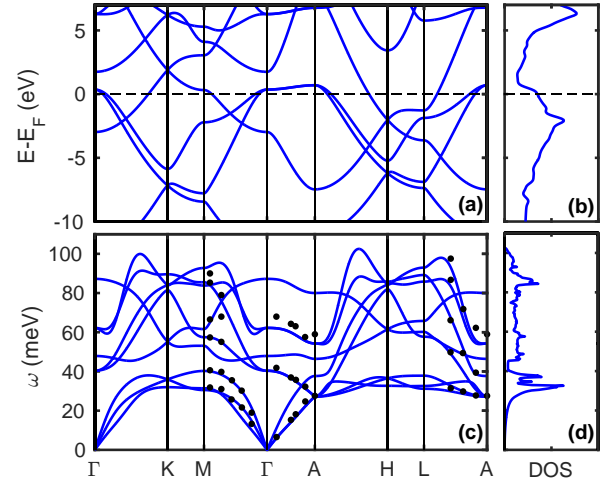 5
0
-5
-10
E-E_F (eV)
(a)
(b)
100
80
60
40
20
0
ω (meV)
(c)
(d)
Γ K M Γ A H L A
DOS